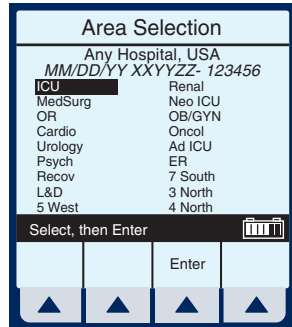 Area Selection
Any Hospital, USA
MM/DD/YY XXYYZZ- 123456
ICU Renal
MedSurg Neo ICU
OR OB/GYN
Cardio Oncol
Urology Ad ICU
Psych ER
Recov 7 South
L&D 3 North
5 West 4 North
Select, then Enter
Enter